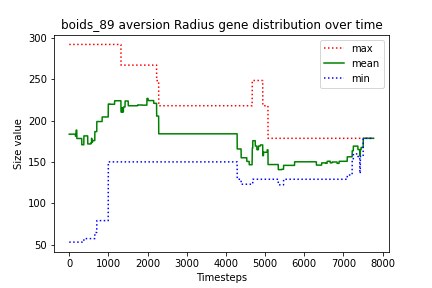 boids_89 aversion Radius gene distribution over time
300
250
200
150
100
50
Size value
max
mean
min
0 1000 2000 3000 4000 5000 6000 7000 8000
Timesteps